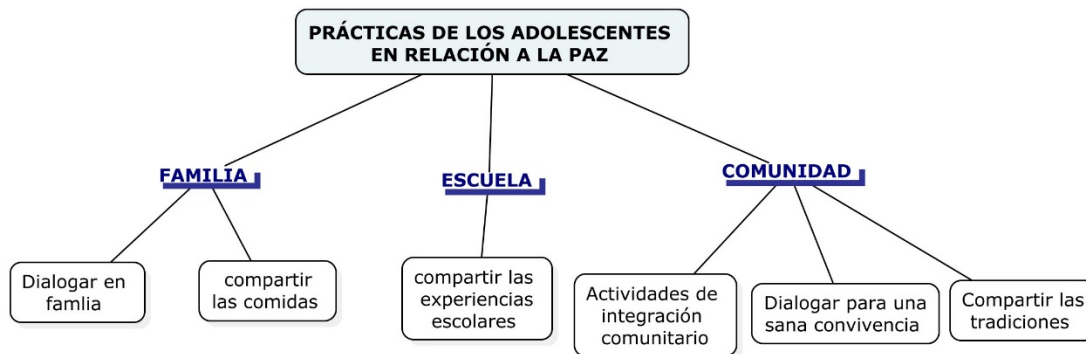 PRÁCTICAS DE LOS ADOLESCENTES
EN RELACIÓN A LA PAZ
FAMILIA
ESCUELA
COMUNIDAD
Dialogar en
famlia
compartir
las comidas
compartir las
experiencias
escolares
Actividades de
integración
comunitario
Dialogar para una
sana convivencia
Compartir las
tradiciones